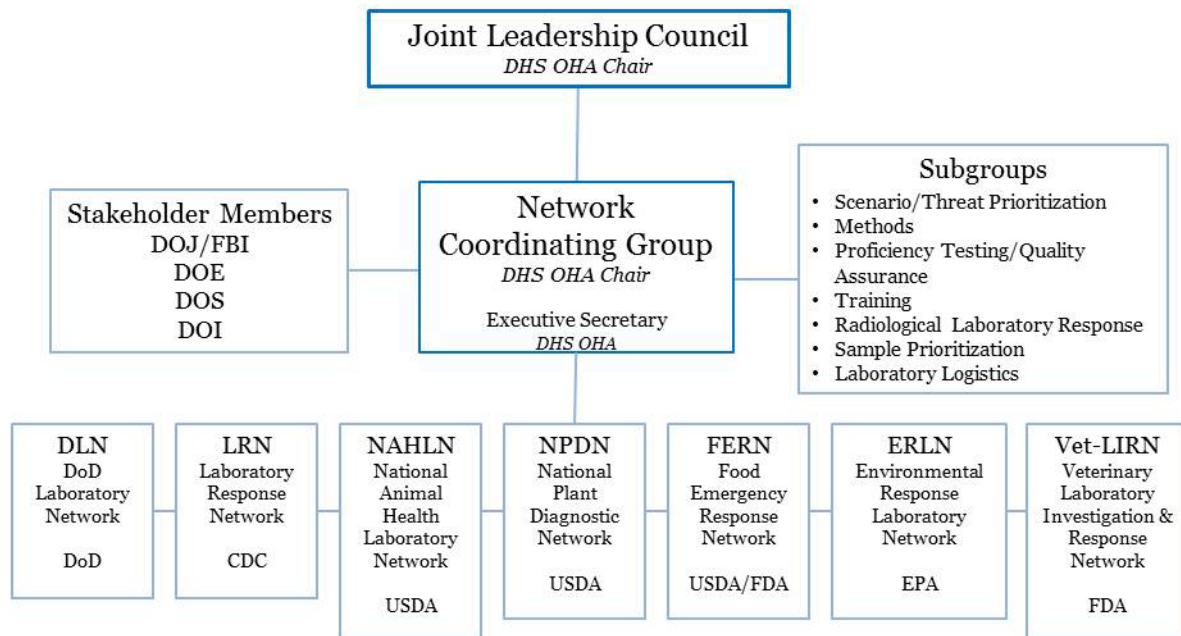 Joint Leadership Council
DHS OHA Chair
Stakeholder Members
DOJ/FBI
DOE
DOS
DOI
Network
Coordinating Group
DHS OHA Chair
Executive Secretary
DHS OHA
Subgroups
• Scenario/Threat Prioritization
• Methods
• Proficiency Testing/Quality
Assurance
• Training
• Radiological Laboratory Response
• Sample Prioritization
• Laboratory Logistics
DLN
DoD
Laboratory
Network
DoD
LRN
Laboratory
Response
Network
CDC
NAHLN
National
Animal
Health
Laboratory
Network
USDA
NPDN
National
Plant
Diagnostic
Network
USDA
FERN
Food
Emergency
Response
Network
USDA/FDA
ERLN
Environmental
Response
Laboratory
Network
EPA
Vet-LIRN
Veterinary
Laboratory
Investigation &
Response
Network
FDA